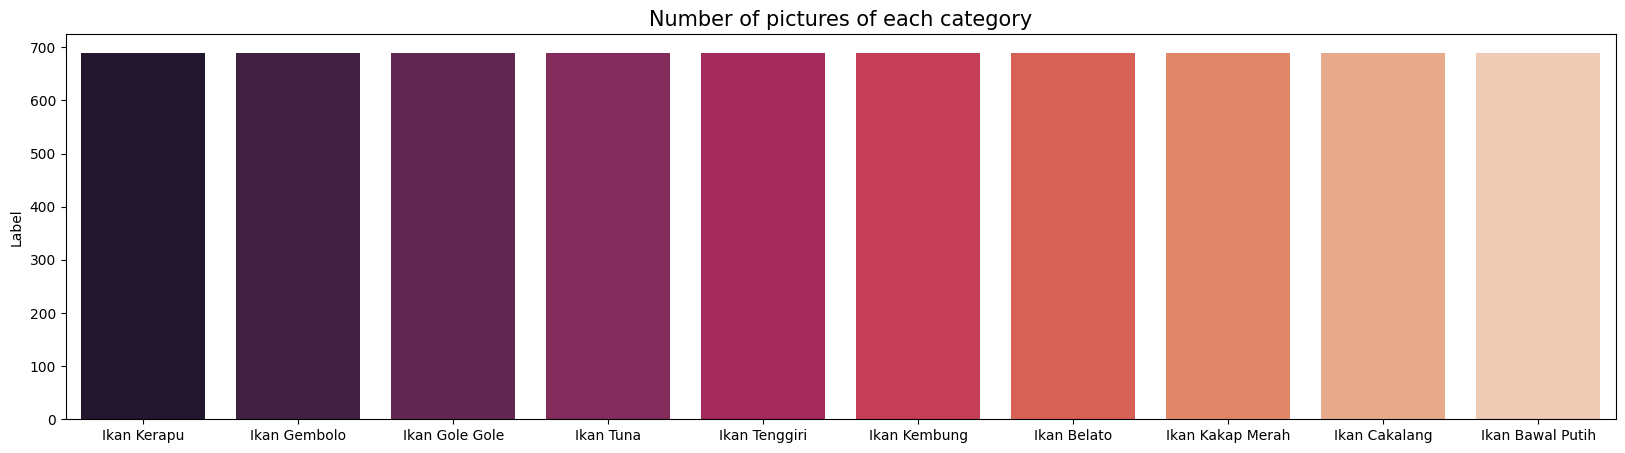 Number of pictures of each category
700
600
500
400
300
200
100
0
Label
Ikan Kerapu Ikan Gembolo Ikan Gole Gole Ikan Tuna Ikan Tenggiri Ikan Kembung Ikan Belato Ikan Kakap Merah Ikan Cakalang Ikan Bawal Putih